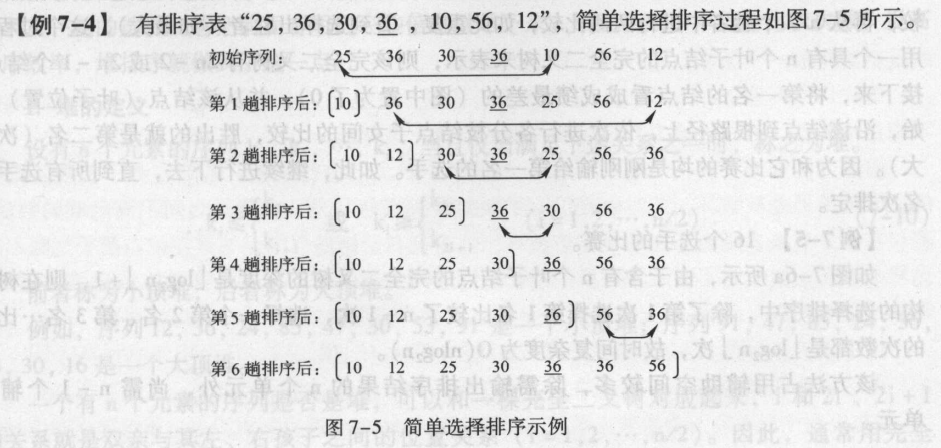 【例7-4】 有排序表“25，36，30，36，10，56，12”简单选择排序过程如图7-5所示。
初始序列： 25 36 30 36 10 56 12
第1趟排序后：[10] 36 30 36 25 56 12
第2趟排序后：[10 12] 30 36 25 56 36
第3趟排序后：[10 12 25] 36 30 56 36
第4趟排序后：[10 12 25 30] 36 56 36
第5趟排序后：[10 12 25 30 36] 56 36
第6趟排序后：[10 12 25 30 36 36 56]
图7-5 简单选择排序示例